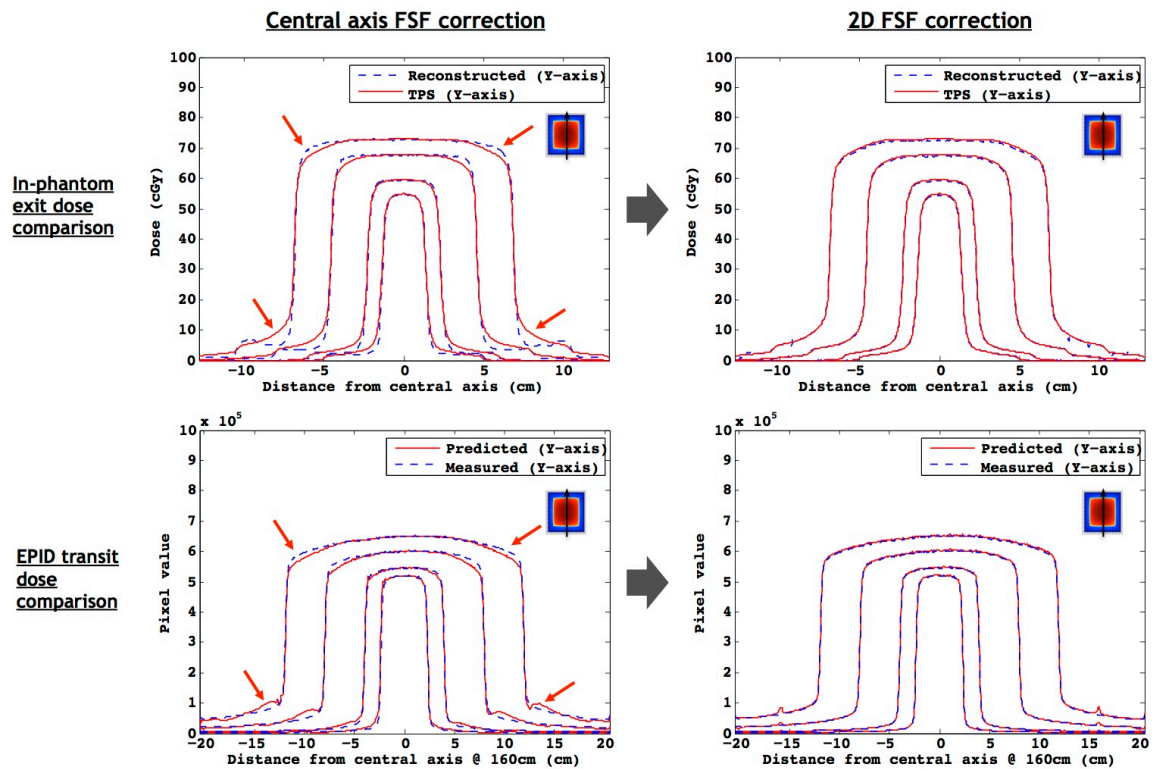 Central axis FSF correction
2D FSF correction
In-phantom
exit dose
comparison
100
90
80
70
60
50
40
30
20
10
0
Dose (cGy)
Reconstructed (Y-axis)
TPS (Y-axis)
−10 −5 0 5 10
Distance from central axis (cm)
100
90
80
70
60
50
40
30
20
10
0
Dose (cGy)
Reconstructed (Y-axis)
TPS (Y-axis)
−10 −5 0 5 10
Distance from central axis (cm)
EPID transit
dose
comparison
x 10⁵
10
9
8
7
6
5
4
3
2
1
0
Pixel value
Predicted (Y-axis)
Measured (Y-axis)
−20 −15 −10 −5 0 5 10 15 20
Distance from central axis @ 160cm (cm)
x 10⁵
10
9
8
7
6
5
4
3
2
1
0
Pixel value
Predicted (Y-axis)
Measured (Y-axis)
−20 −15 −10 −5 0 5 10 15 20
Distance from central axis @ 160cm (cm)